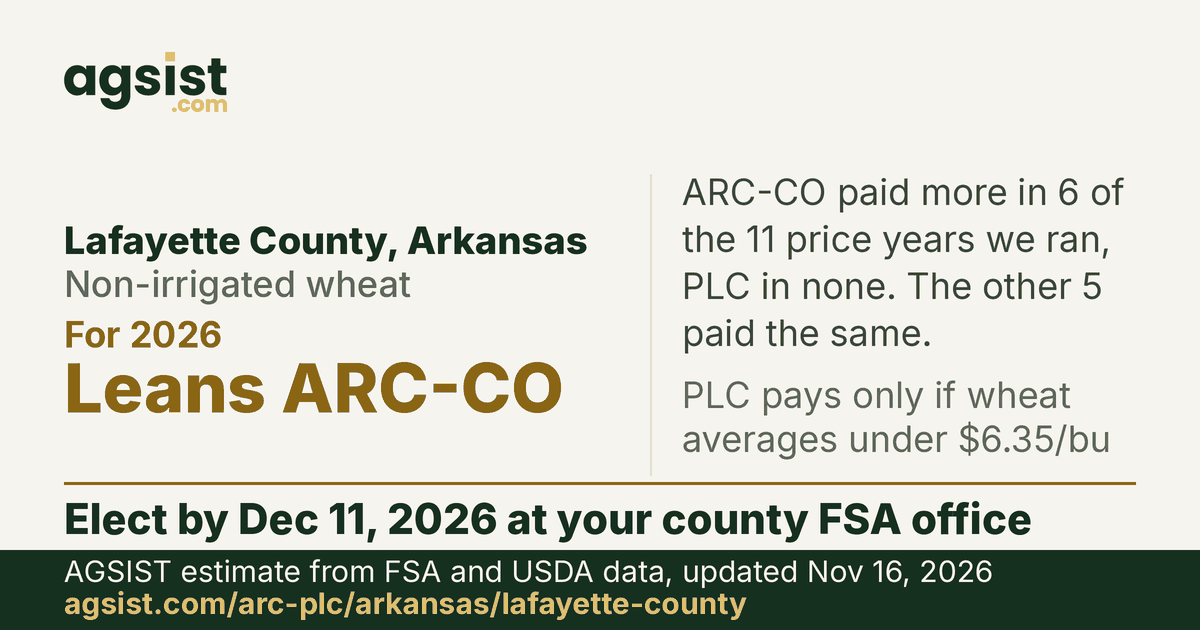 agsist
.com
Lafayette County, Arkansas
Non-irrigated wheat
For 2026
Leans ARC-CO
ARC-CO paid more in 6 of
the 11 price years we ran,
PLC in none. The other 5
paid the same.
PLC pays only if wheat
averages under $6.35/bu
Elect by Dec 11, 2026 at your county FSA office
AGSIST estimate from FSA and USDA data, updated Nov 16, 2026
agsist.com/arc-plc/arkansas/lafayette-county